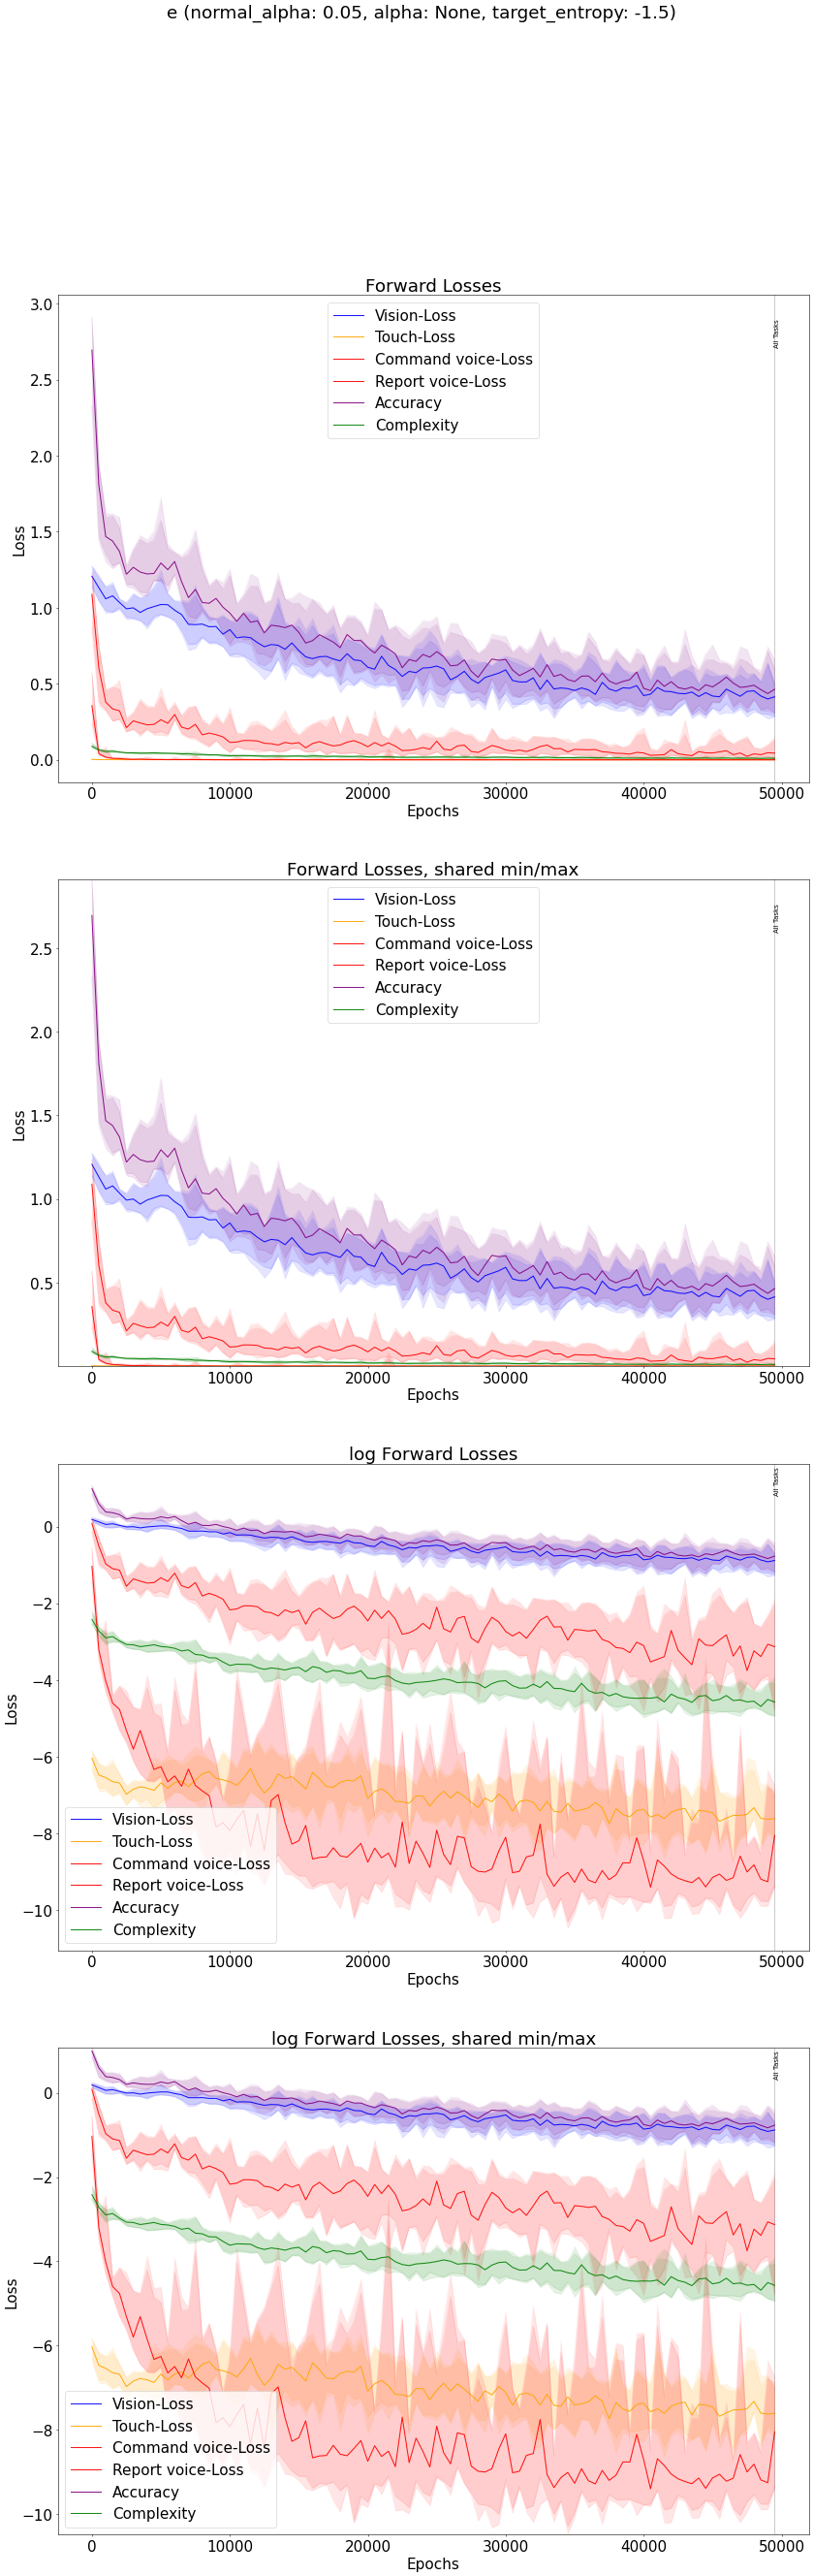 e (normal_alpha: 0.05, alpha: None, target_entropy: -1.5)
Forward Losses
3.0
2.5
2.0
1.5
1.0
0.5
0.0
Loss
Vision-Loss
Touch-Loss
Command voice-Loss
Report voice-Loss
Accuracy
Complexity
All Tasks
0 10000 20000 30000 40000 50000
Epochs
Forward Losses, shared min/max
2.5
2.0
1.5
1.0
0.5
Loss
Vision-Loss
Touch-Loss
Command voice-Loss
Report voice-Loss
Accuracy
Complexity
All Tasks
0 10000 20000 30000 40000 50000
Epochs
log Forward Losses
0
−2
−4
−6
−8
−10
Loss
All Tasks
Vision-Loss
Touch-Loss
Command voice-Loss
Report voice-Loss
Accuracy
Complexity
0 10000 20000 30000 40000 50000
Epochs
log Forward Losses, shared min/max
0
−2
−4
−6
−8
−10
Loss
All Tasks
Vision-Loss
Touch-Loss
Command voice-Loss
Report voice-Loss
Accuracy
Complexity
0 10000 20000 30000 40000 50000
Epochs